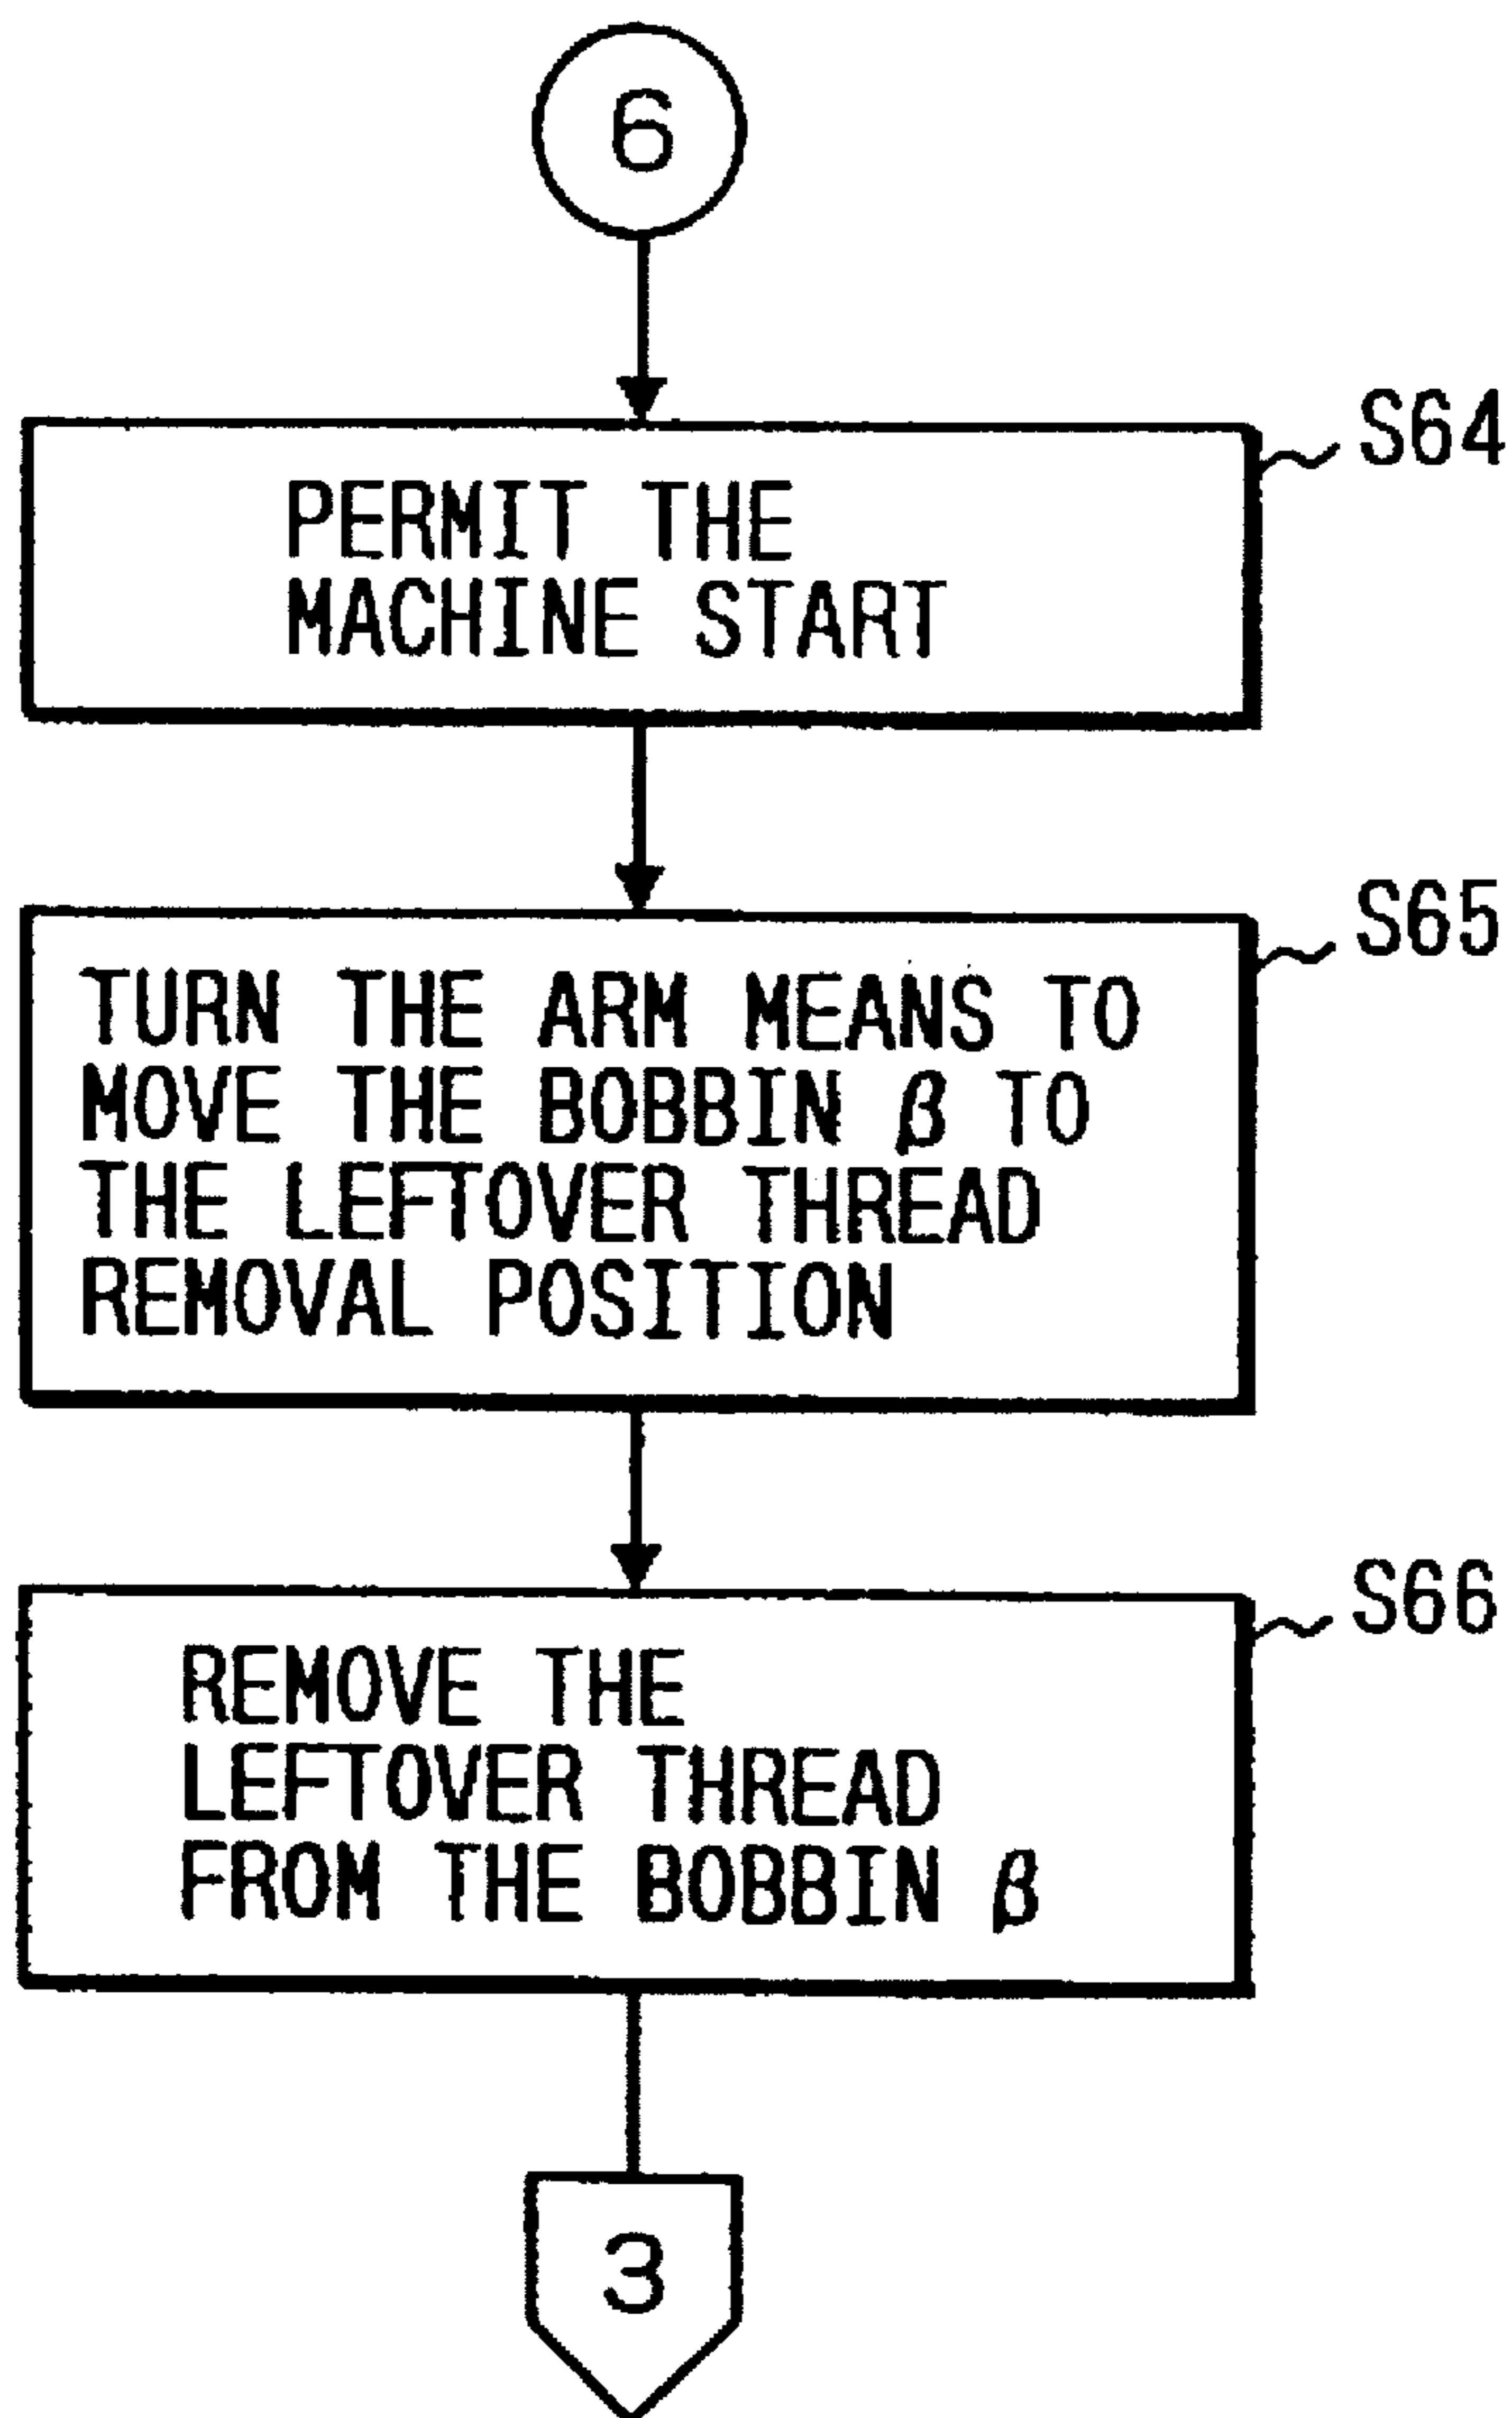 6
S64
PERMIT THE
MACHINE START
S65
TURN THE ARM MEANS TO
MOVE THE BOBBIN β TO
THE LEFTOVER THREAD
REMOVAL POSITION
S66
REMOVE THE
LEFTOVER THREAD
FROM THE BOBBIN β
3